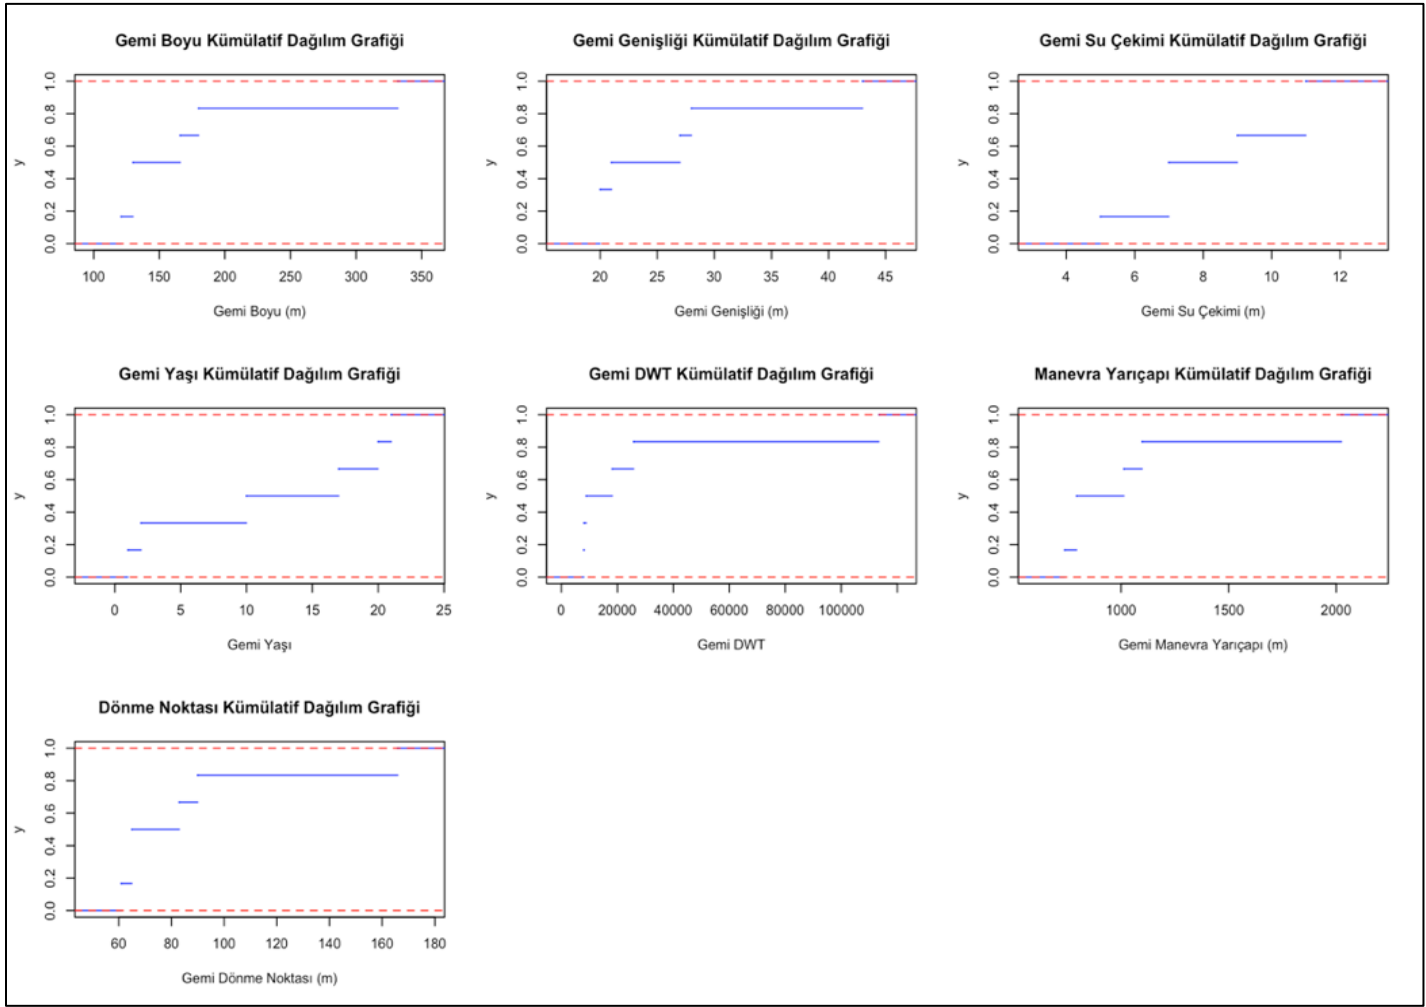 Gemi Boyu Kümülatif Dağılım Grafiği
y
0.0 0.2 0.4 0.6 0.8 1.0
100 150 200 250 300 350
Gemi Boyu (m)
Gemi Genişliği Kümülatif Dağılım Grafiği
y
0.0 0.2 0.4 0.6 0.8 1.0
20 25 30 35 40 45
Gemi Genişliği (m)
Gemi Su Çekimi Kümülatif Dağılım Grafiği
y
0.0 0.2 0.4 0.6 0.8 1.0
4 6 8 10 12
Gemi Su Çekimi (m)
Gemi Yaşı Kümülatif Dağılım Grafiği
y
0.0 0.2 0.4 0.6 0.8 1.0
0 5 10 15 20 25
Gemi Yaşı
Gemi DWT Kümülatif Dağılım Grafiği
y
0.0 0.2 0.4 0.6 0.8 1.0
0 20000 40000 60000 80000 100000
Gemi DWT
Manevra Yarıçapı Kümülatif Dağılım Grafiği
y
0.0 0.2 0.4 0.6 0.8 1.0
1000 1500 2000
Gemi Manevra Yarıçapı (m)
Dönme Noktası Kümülatif Dağılım Grafiği
y
0.0 0.2 0.4 0.6 0.8 1.0
60 80 100 120 140 160 180
Gemi Dönme Noktası (m)